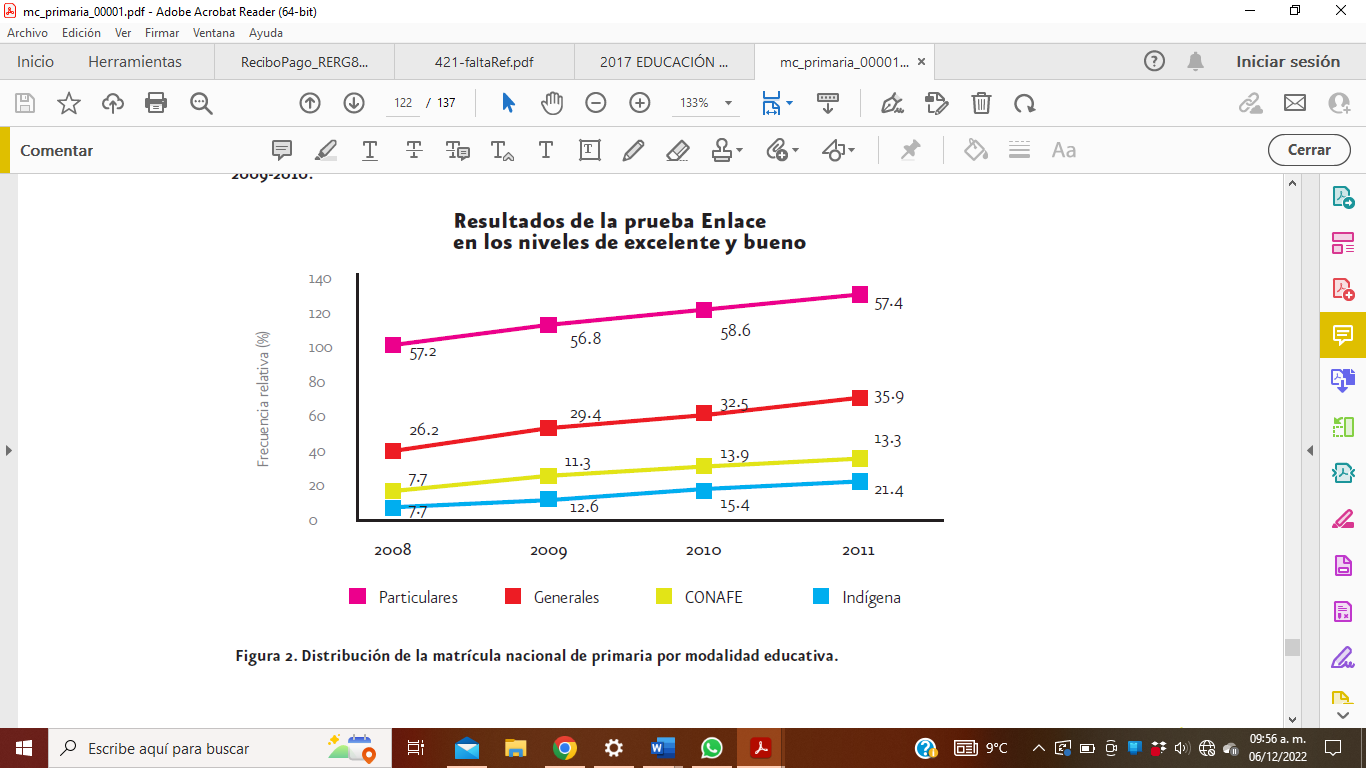 mc_primaria_00001.pdf - Adobe Acrobat Reader (64-bit)
Archivo Edición Ver Firmar Ventana Ayuda
Inicio Herramientas ReciboPago_RERG8... 421-faltaRef.pdf 2017 EDUCACIÓN ... mc_primaria_00001... × Iniciar sesión
122 / 137 133%
Comentar Cerrar
2009-2010.
Resultados de la prueba Enlace
en los niveles de excelente y bueno
Frecuencia relativa (%)
140
120
100
80
60
40
20
0
57.2 56.8 58.6 57.4
26.2 29.4 32.5 35.9
7.7 11.3 13.9 13.3
7.7 12.6 15.4 21.4
2008 2009 2010 2011
Particulares Generales CONAFE Indígena
Figura 2. Distribución de la matrícula nacional de primaria por modalidad educativa.
Escribe aquí para buscar
9°C
09:56 a. m.
06/12/2022